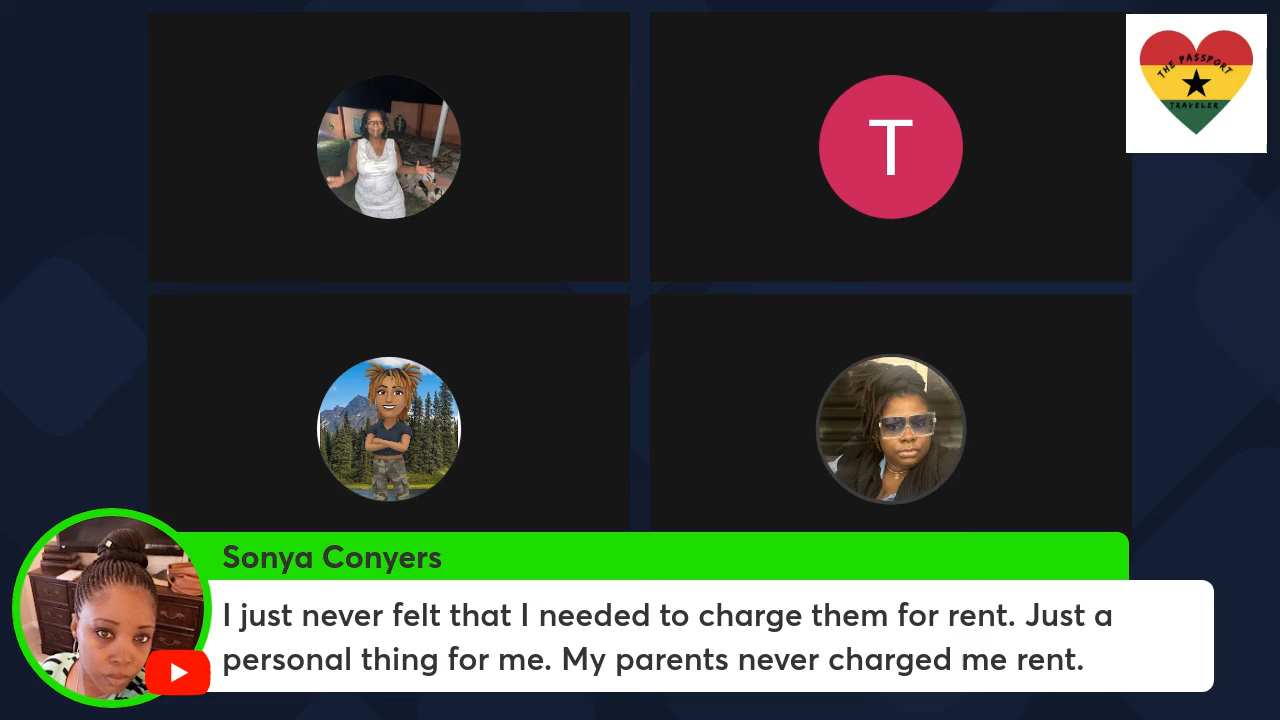 THE PASSPORT
TRAVELER
T
Sonya Conyers
I just never felt that I needed to charge them for rent. Just a
personal thing for me. My parents never charged me rent.